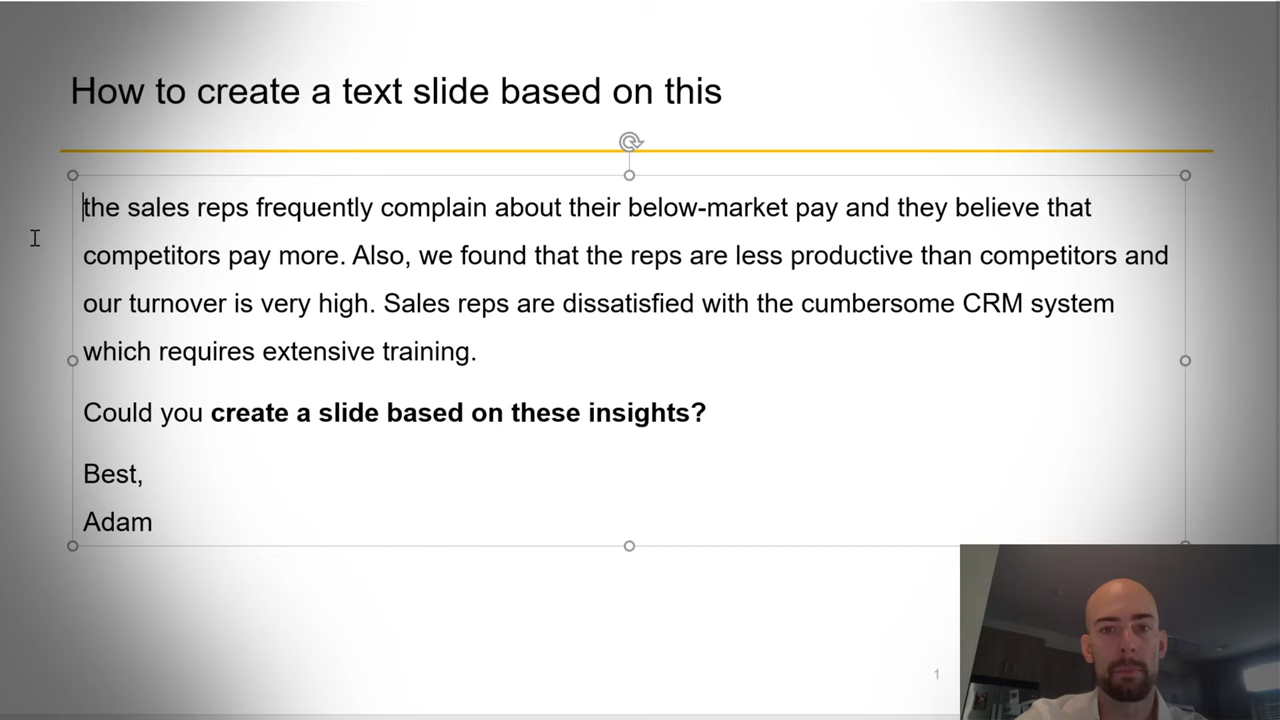 How to create a text slide based on this
the sales reps frequently complain about their below-market pay and they believe that
competitors pay more. Also, we found that the reps are less productive than competitors and
our turnover is very high. Sales reps are dissatisfied with the cumbersome CRM system
which requires extensive training.
Could you create a slide based on these insights?
Best,
Adam
1